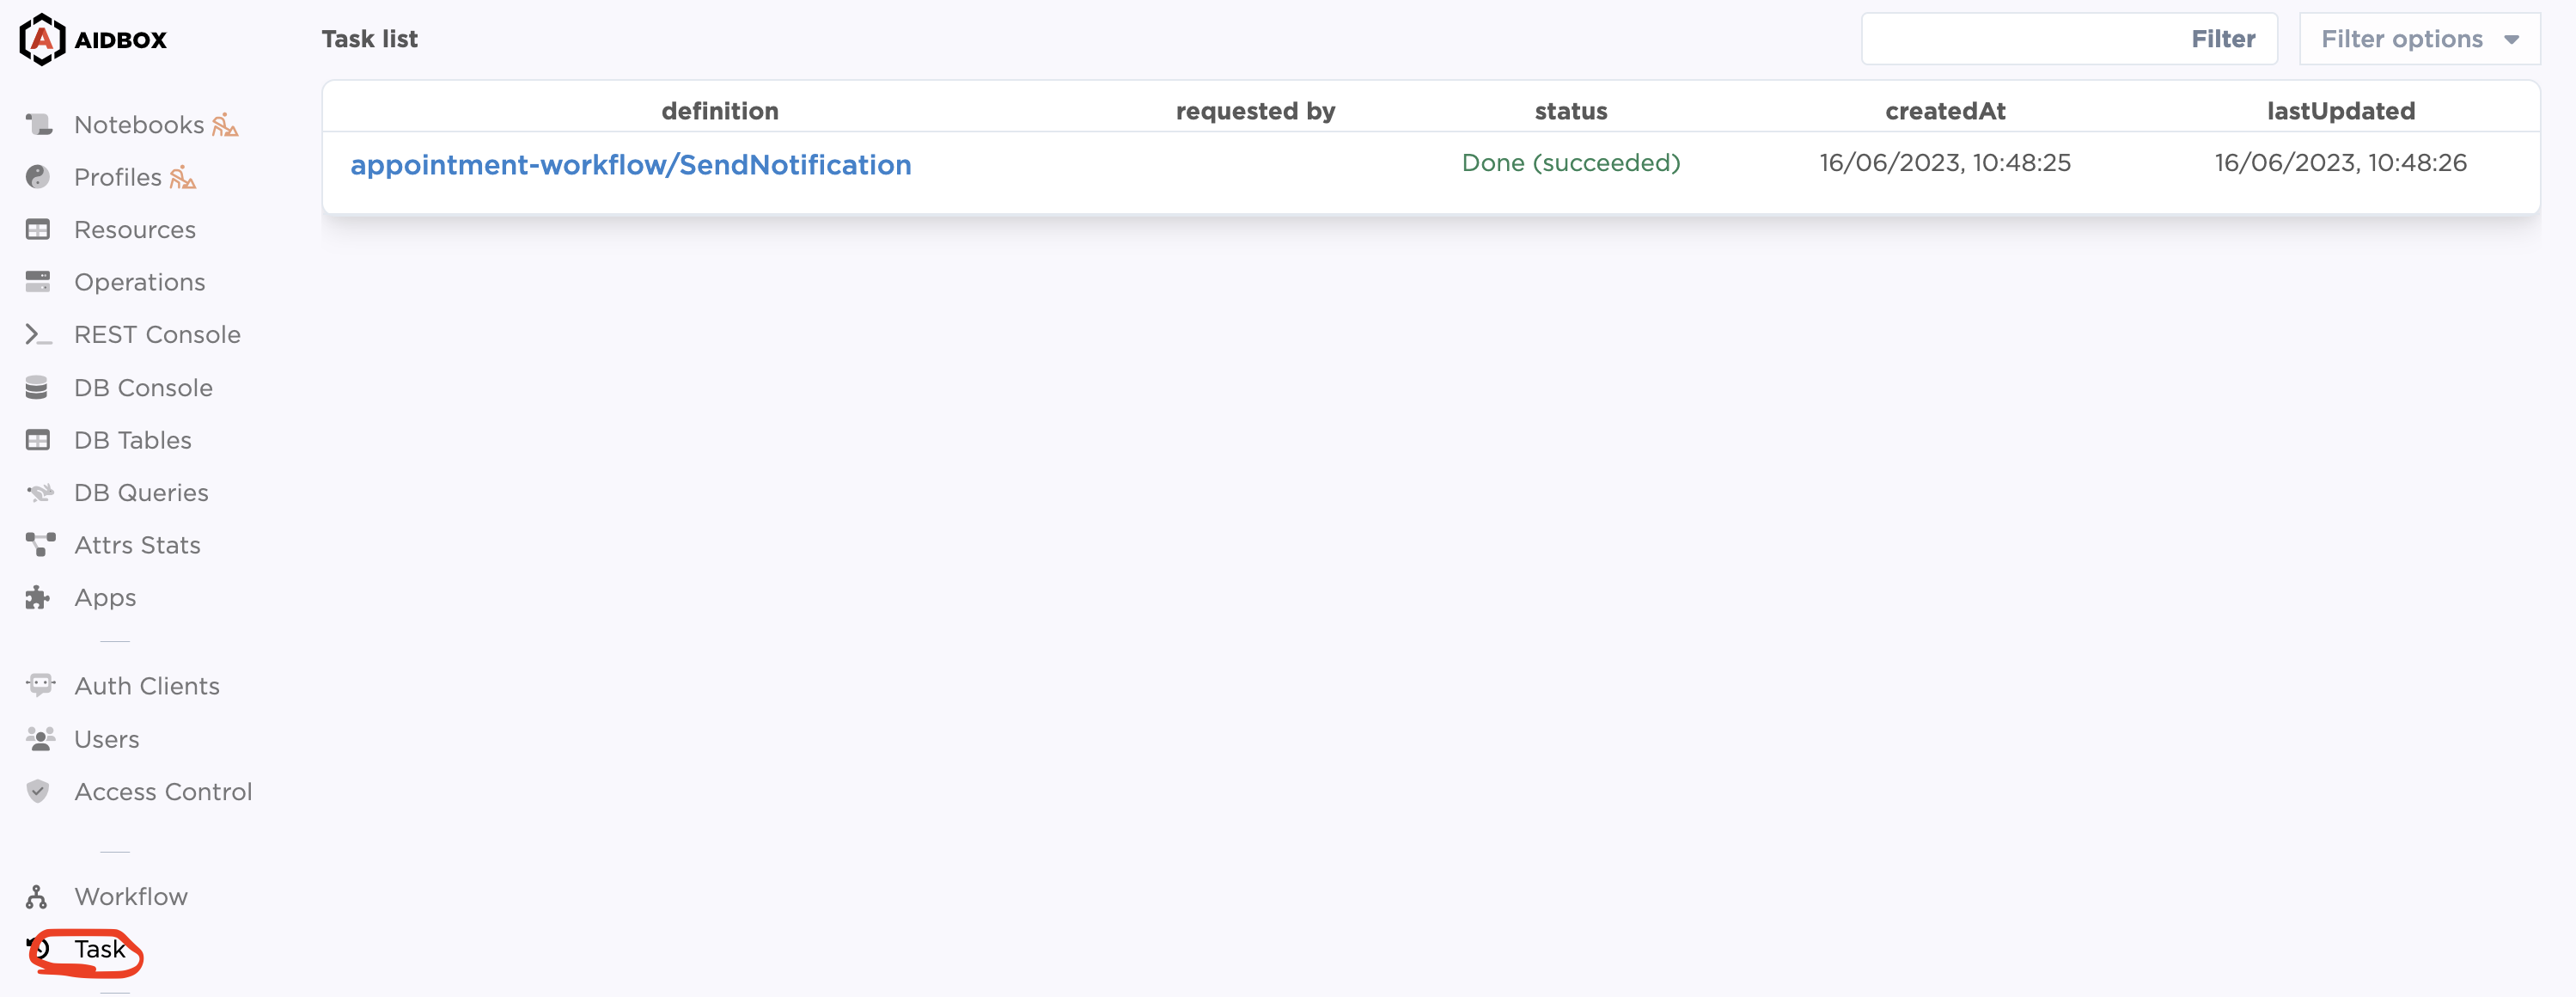 AIDBOX
Notebooks
Profiles
Resources
Operations
REST Console
DB Console
DB Tables
DB Queries
Attrs Stats
Apps
Auth Clients
Users
Access Control
Workflow
Task
Task list
Filter
Filter options
definition requested by status createdAt lastUpdated
appointment-workflow/SendNotification Done (succeeded) 16/06/2023, 10:48:25 16/06/2023, 10:48:26